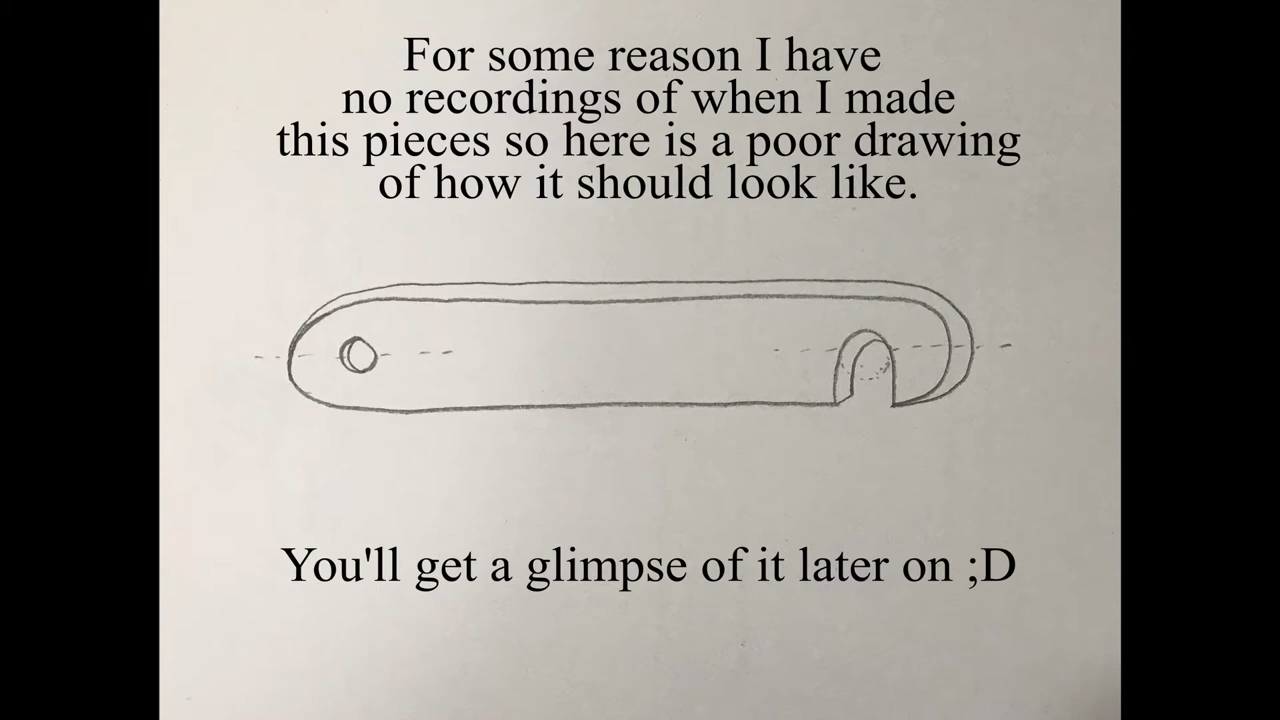 For some reason I have
no recordings of when I made
this pieces so here is a poor drawing
of how it should look like.
You'll get a glimpse of it later on ;D